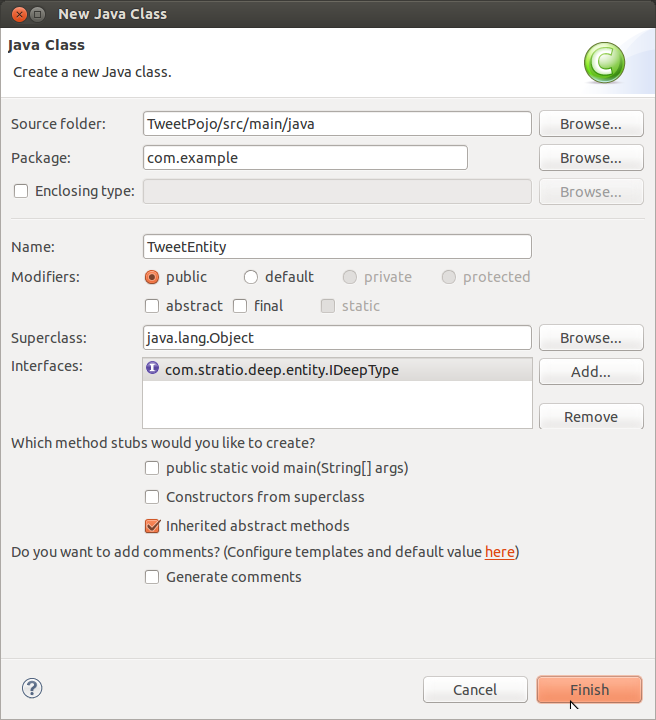 New Java Class
Java Class
Create a new Java class.
Source folder: TweetPojo/src/main/java Browse...
Package: com.example Browse...
Enclosing type: Browse...
Name: TweetEntity
Modifiers: public default private protected
abstract final static
Superclass: java.lang.Object Browse...
Interfaces: com.stratio.deep.entity.IDeepType Add...
Remove
Which method stubs would you like to create?
public static void main(String[] args)
Constructors from superclass
Inherited abstract methods
Do you want to add comments? (Configure templates and default value here)
Generate comments
? Cancel Finish